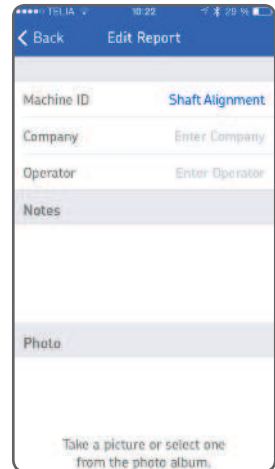 TELIA 10:22 29 %
Back Edit Report
Machine ID Shaft Alignment
Company Enter Company
Operator Enter Operator
Notes
Photo
Take a picture or select one
from the photo album.